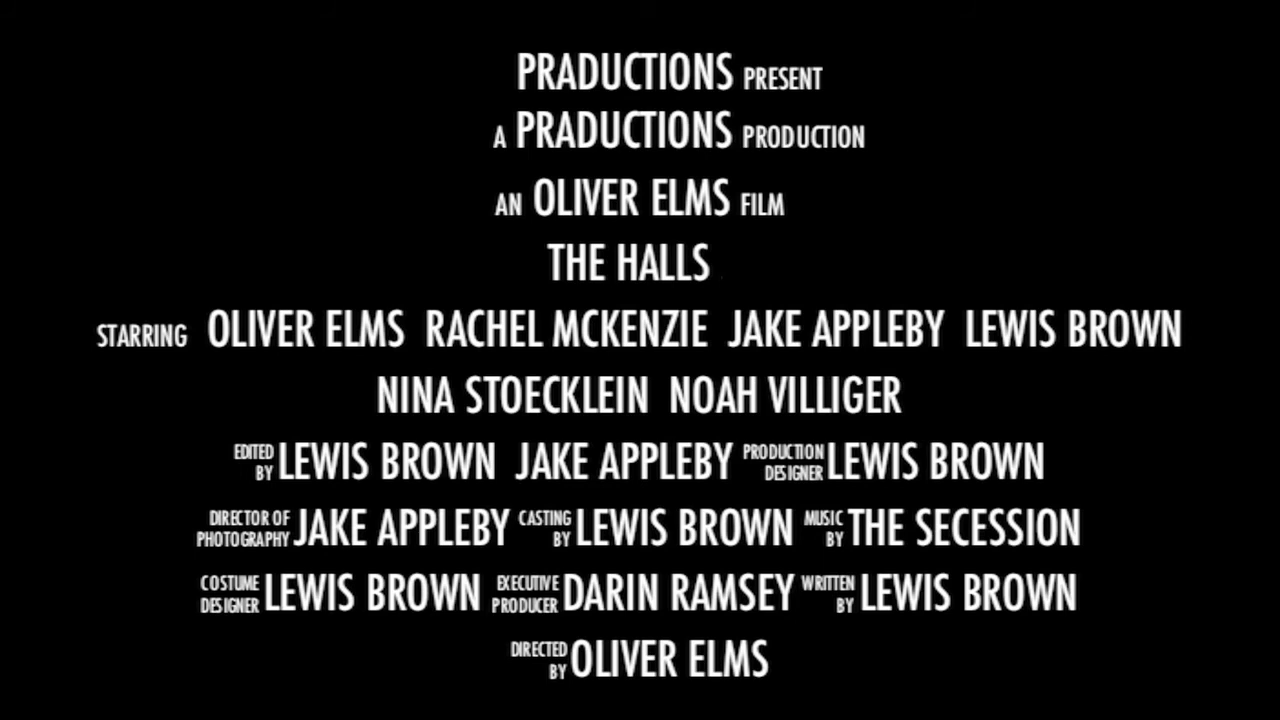 PRADUCTIONS PRESENT
A PRADUCTIONS PRODUCTION
AN OLIVER ELMS FILM
THE HALLS
STARRING OLIVER ELMS RACHEL MCKENZIE JAKE APPLEBY LEWIS BROWN
NINA STOECKLEIN NOAH VILLIGER
EDITED BY LEWIS BROWN JAKE APPLEBY PRODUCTION DESIGNER LEWIS BROWN
DIRECTOR OF PHOTOGRAPHY JAKE APPLEBY CASTING BY LEWIS BROWN MUSIC BY THE SECESSION
COSTUME DESIGNER LEWIS BROWN EXECUTIVE PRODUCER DARIN RAMSEY WRITTEN BY LEWIS BROWN
DIRECTED BY OLIVER ELMS